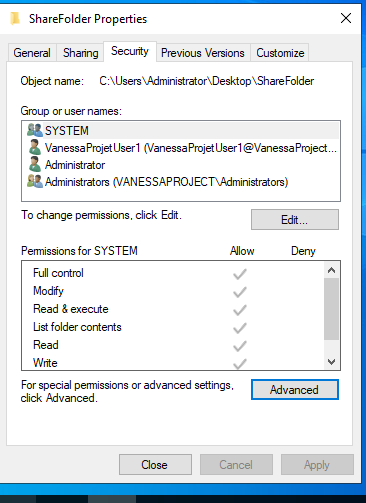 ShareFolder Properties
General Sharing Security Previous Versions Customize
Object name: C:\Users\Administrator\Desktop\ShareFolder
Group or user names:
SYSTEM
VanessaProjetUser1 (VanessaProjetUser1@VanessaProject...
Administrator
Administrators (VANESSAPROJECT\Administrators)
To change permissions, click Edit.
Edit...
Permissions for SYSTEM Allow Deny
Full control
Modify
Read & execute
List folder contents
Read
Write
For special permissions or advanced settings,
click Advanced.
Advanced
Close Cancel Apply